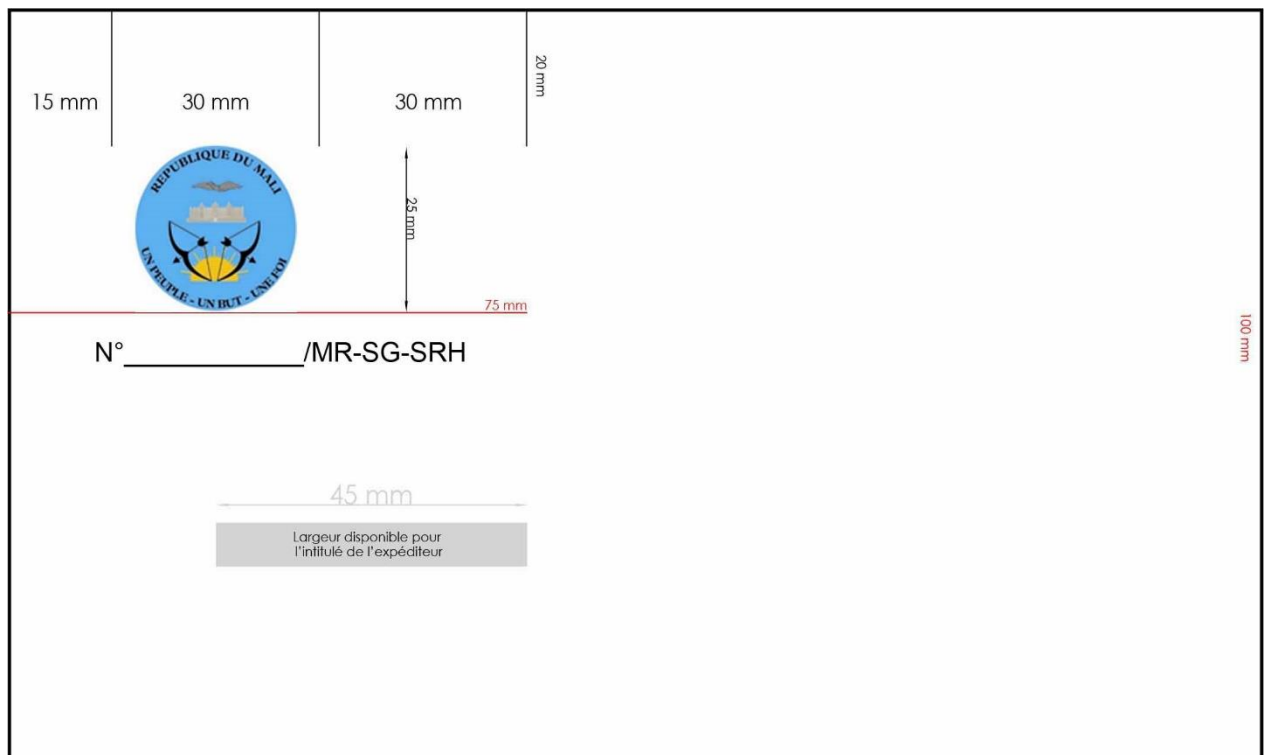 15 mm
30 mm
30 mm
20 mm
REPUBLIQUE DU MALI
UN PEUPLE - UN BUT - UNE FOI
25 mm
75 mm
100 mm
N°_____________/MR-SG-SRH
45 mm
Largeur disponible pour
l'intitulé de l'expéditeur